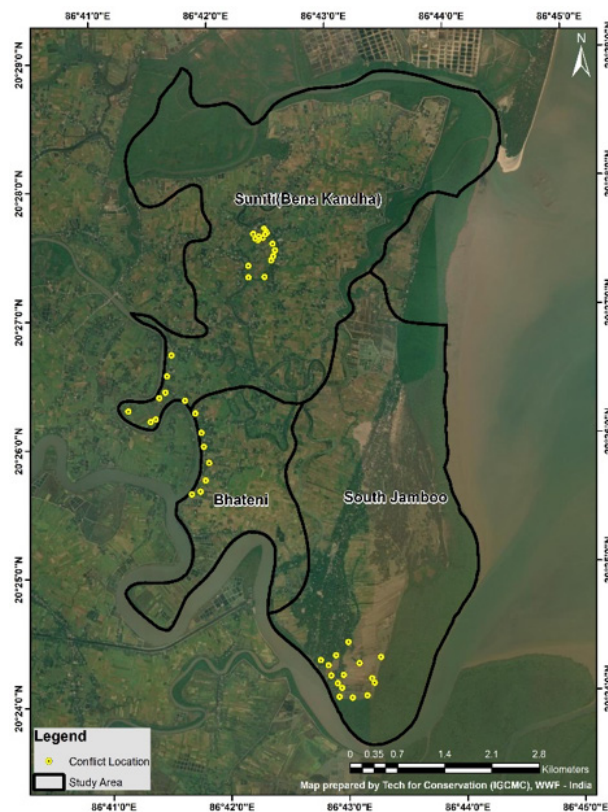 86°42'0"E 86°43'0"E 86°44'0"E 86°45'0"E
N
20°29'0"N
20°28'0"N
20°27'0"N
20°26'0"N
20°25'0"N
20°24'0"N
Suniti(Bena Kandha)
Bhateni
South Jamboo
Legend
Conflict Location
Study Area
0 0.35 0.7 1.4 2.1 2.8
Kilometers
Map prepared by Tech for Conservation (IGCMC), WWF - India
86°41'0"E 86°42'0"E 86°43'0"E 86°44'0"E 86°45'0"E